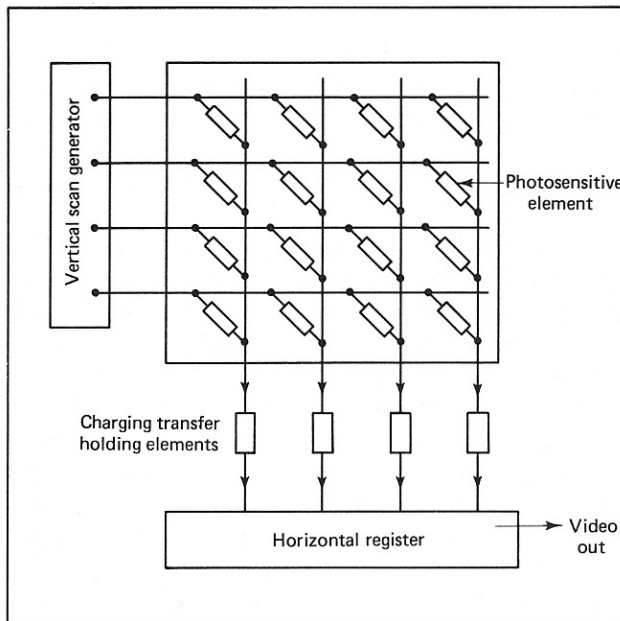 Vertical scan generator
Photosensitive
element
Charging transfer
holding elements
Horizontal register
Video
out